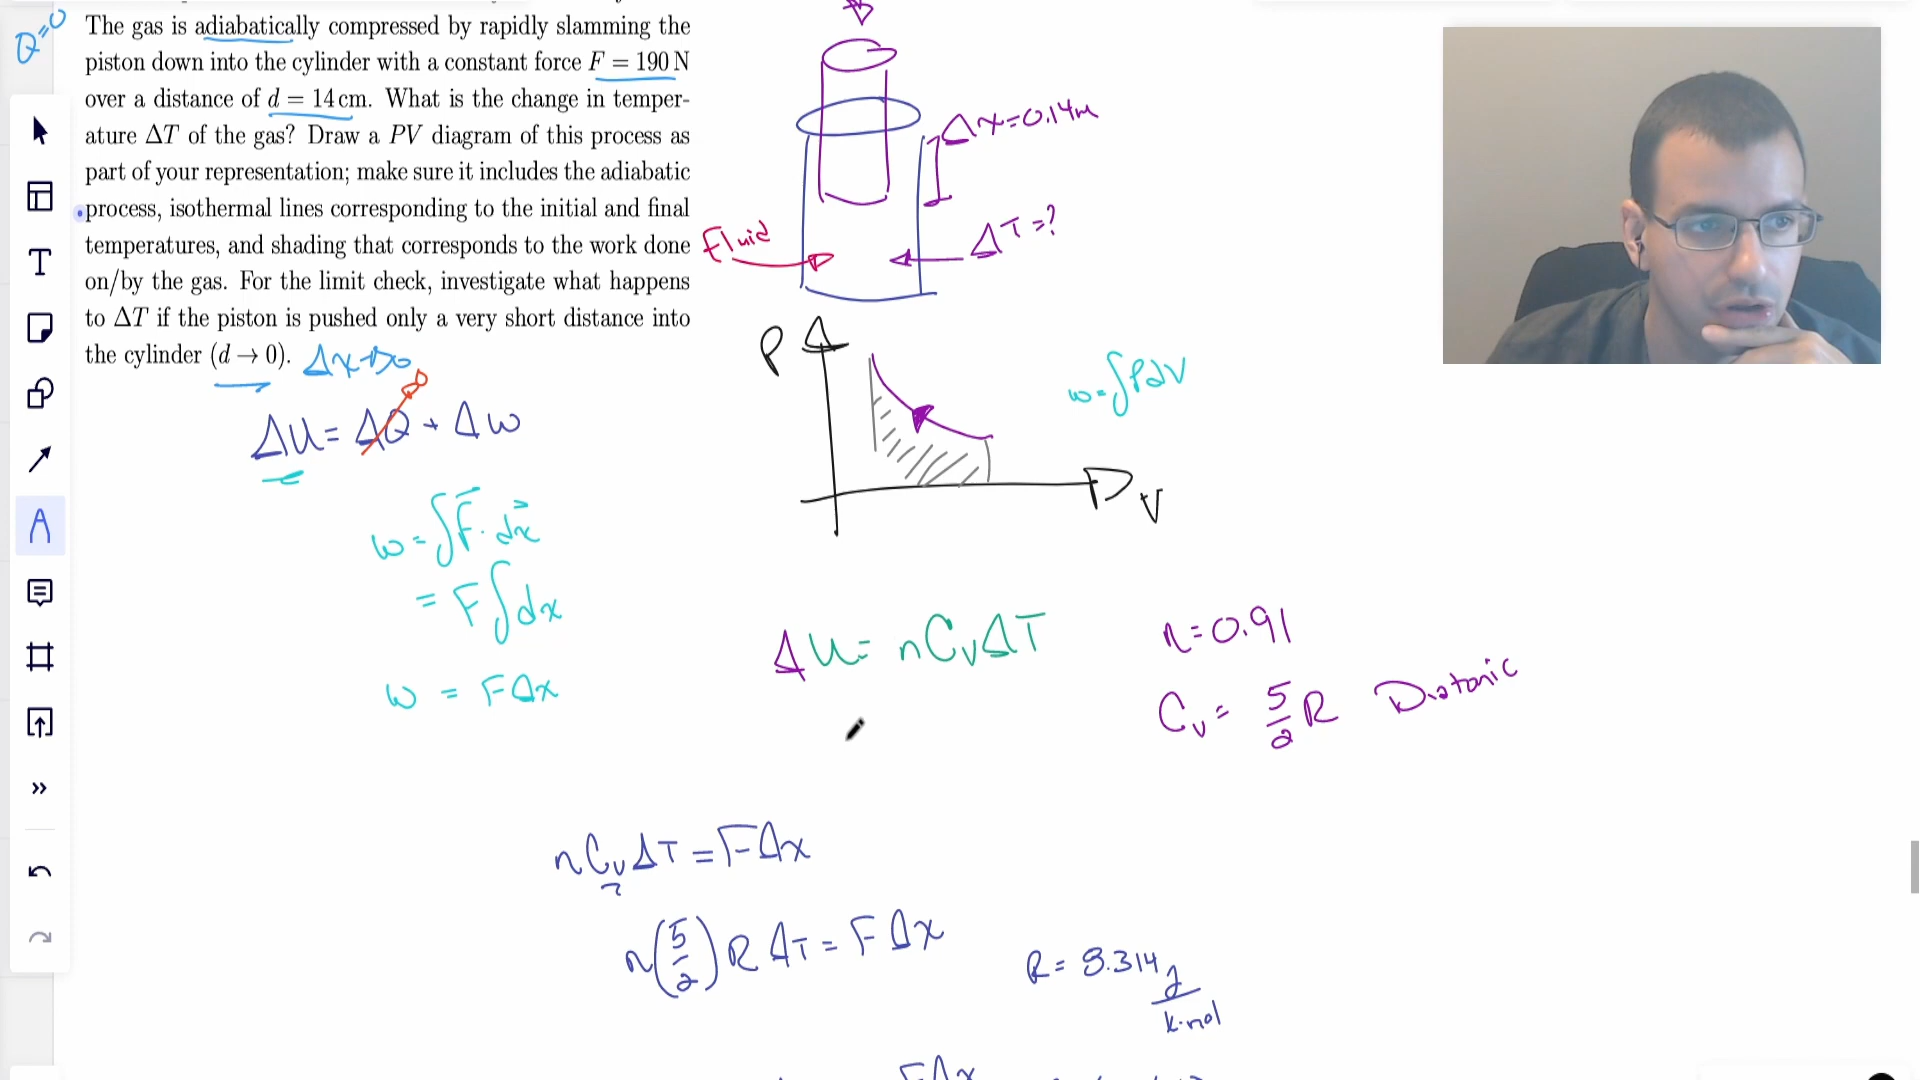 Q=0
The gas is adiabatically compressed by rapidly slamming the
piston down into the cylinder with a constant force F = 190 N
over a distance of d = 14 cm. What is the change in temper-
ature ΔT of the gas? Draw a PV diagram of this process as
part of your representation; make sure it includes the adiabatic
process, isothermal lines corresponding to the initial and final
temperatures, and shading that corresponds to the work done
on/by the gas. For the limit check, investigate what happens
to ΔT if the piston is pushed only a very short distance into
the cylinder (d → 0). Δx→0
Δx=0.14m
Fluid
ΔT=?
P
V
w=∫PdV
ΔU= ΔQ + Δw
0
w=∫F·dx
= F∫dx
w = FΔx
ΔU= nCvΔT
n=0.91
Cv= 5/2 R Diatomic
nCvΔT=FΔx
?
n(5/2)RΔT=FΔx
R= 8.314 J/k·mol
FΔx
T